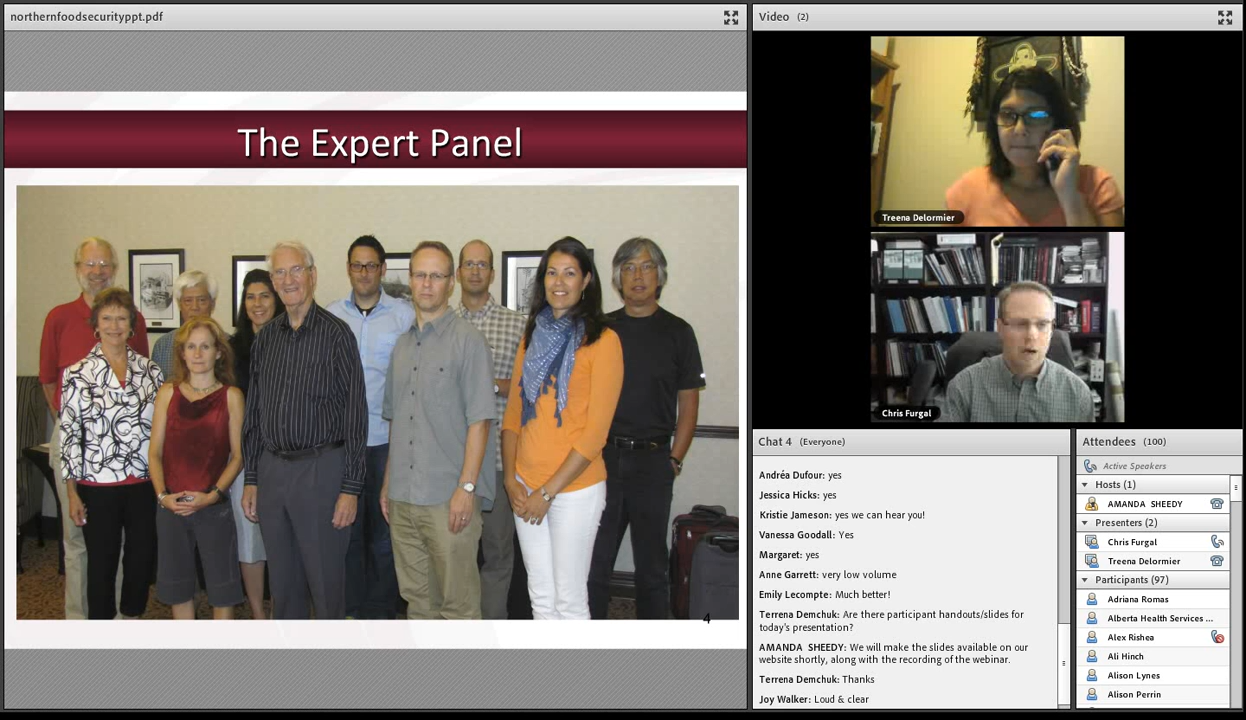 northernfoodsecurityppt.pdf
The Expert Panel
4
Video (2)
Treena Delormier
Chris Furgal
Chat 4 (Everyone)
Andréa Dufour: yes
Jessica Hicks: yes
Kristie Jameson: yes we can hear you!
Vanessa Goodall: Yes
Margaret: yes
Anne Garrett: very low volume
Emily Lecompte: Much better!
Terrena Demchuk: Are there participant handouts/slides for
today's presentation?
AMANDA SHEEDY: We will make the slides available on our
website shortly, along with the recording of the webinar.
Terrena Demchuk: Thanks
Joy Walker: Loud & clear
Attendees (100)
Active Speakers
Hosts (1)
AMANDA SHEEDY
Presenters (2)
Chris Furgal
Treena Delormier
Participants (97)
Adriana Romas
Alberta Health Services ...
Alex Rishea
Ali Hinch
Alison Lynes
Alison Perrin